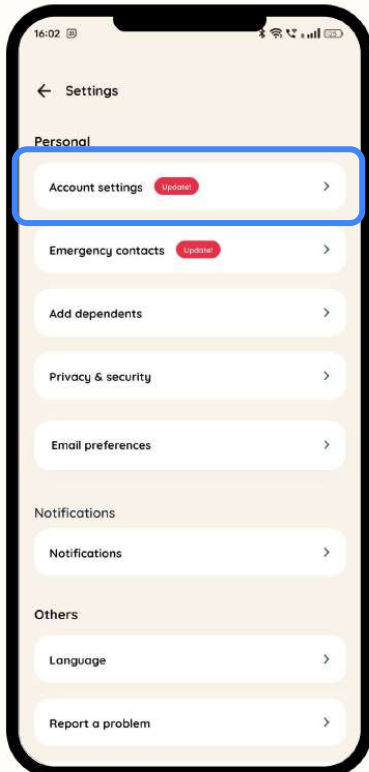 16:02
← Settings
Personal
Account settings Update!
Emergency contacts Update!
Add dependents
Privacy & security
Email preferences
Notifications
Notifications
Others
Language
Report a problem